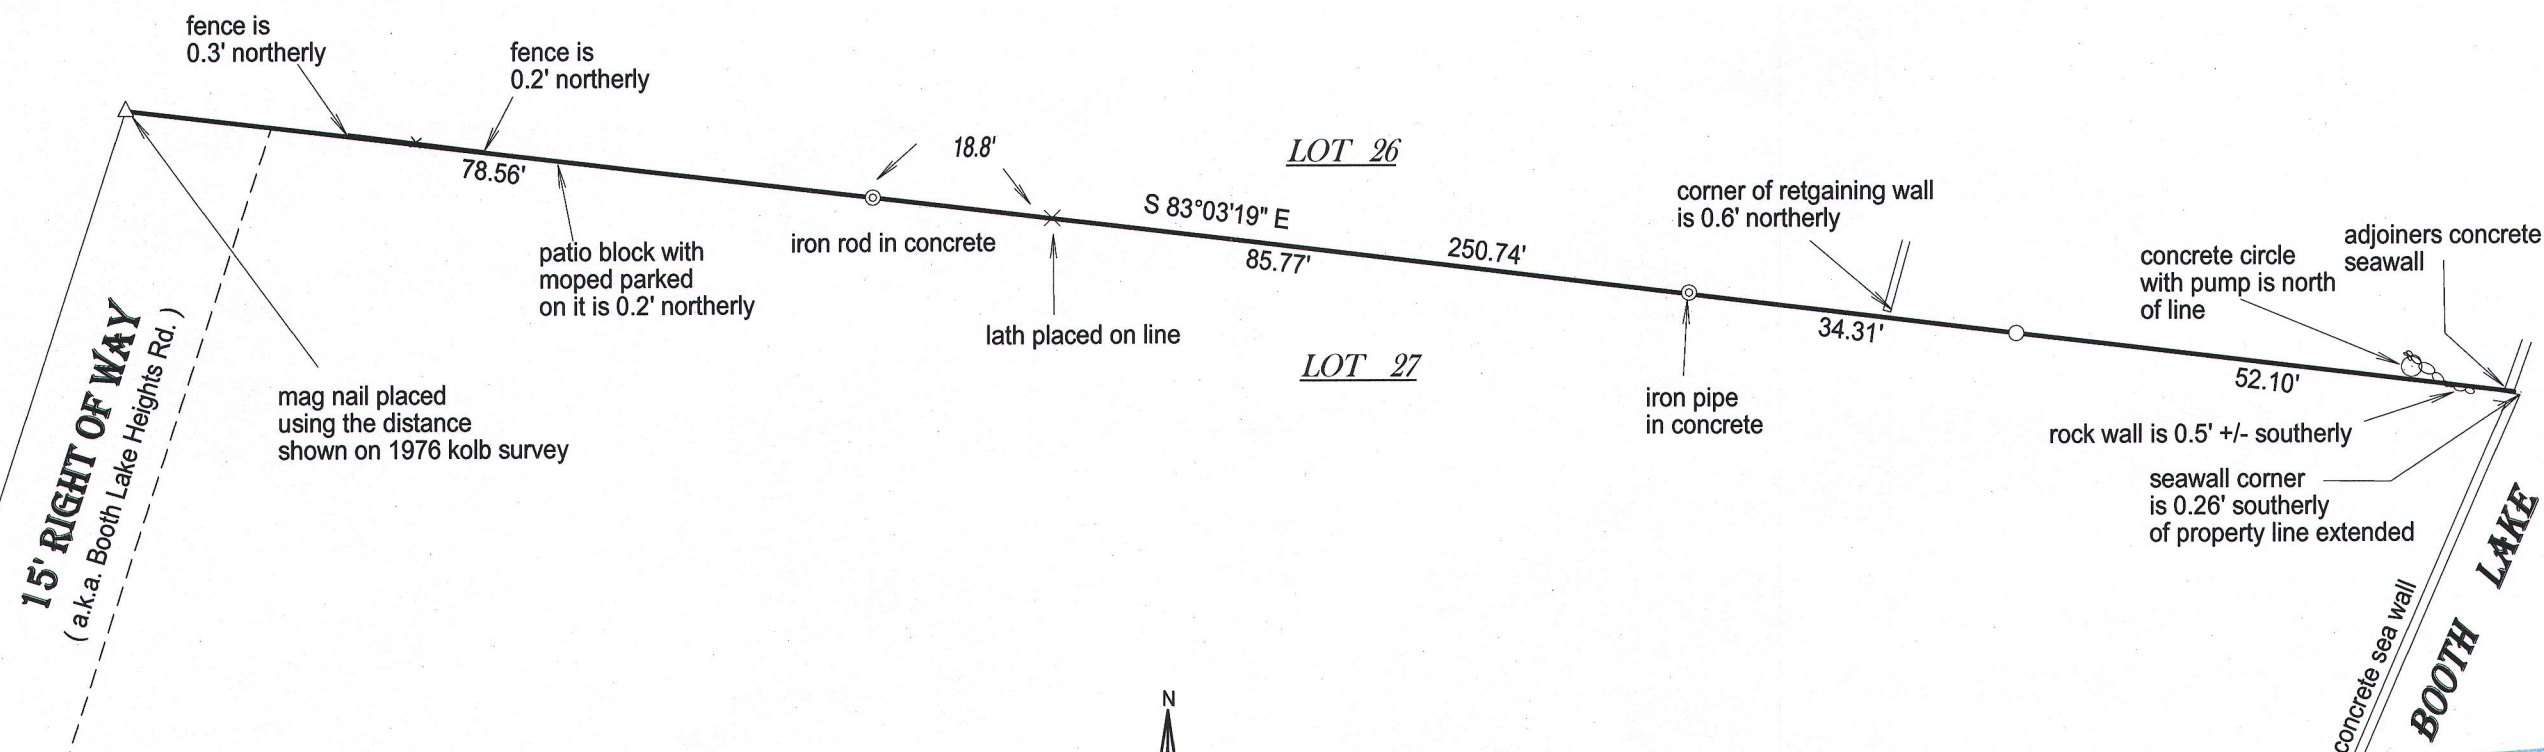 fence is
0.3' northerly
fence is
0.2' northerly
78.56'
18.8'
LOT 26
S 83°03'19" E
250.74'
85.77'
iron rod in concrete
patio block with
moped parked
on it is 0.2' northerly
lath placed on line
LOT 27
corner of retgaining wall
is 0.6' northerly
34.31'
iron pipe
in concrete
concrete circle
with pump is north
of line
adjoiners concrete
seawall
52.10'
rock wall is 0.5' +/- southerly
seawall corner
is 0.26' southerly
of property line extended
mag nail placed
using the distance
shown on 1976 kolb survey
15' RIGHT OF WAY
( a.k.a. Booth Lake Heights Rd. )
N
concrete sea wall
BOOTH LAKE